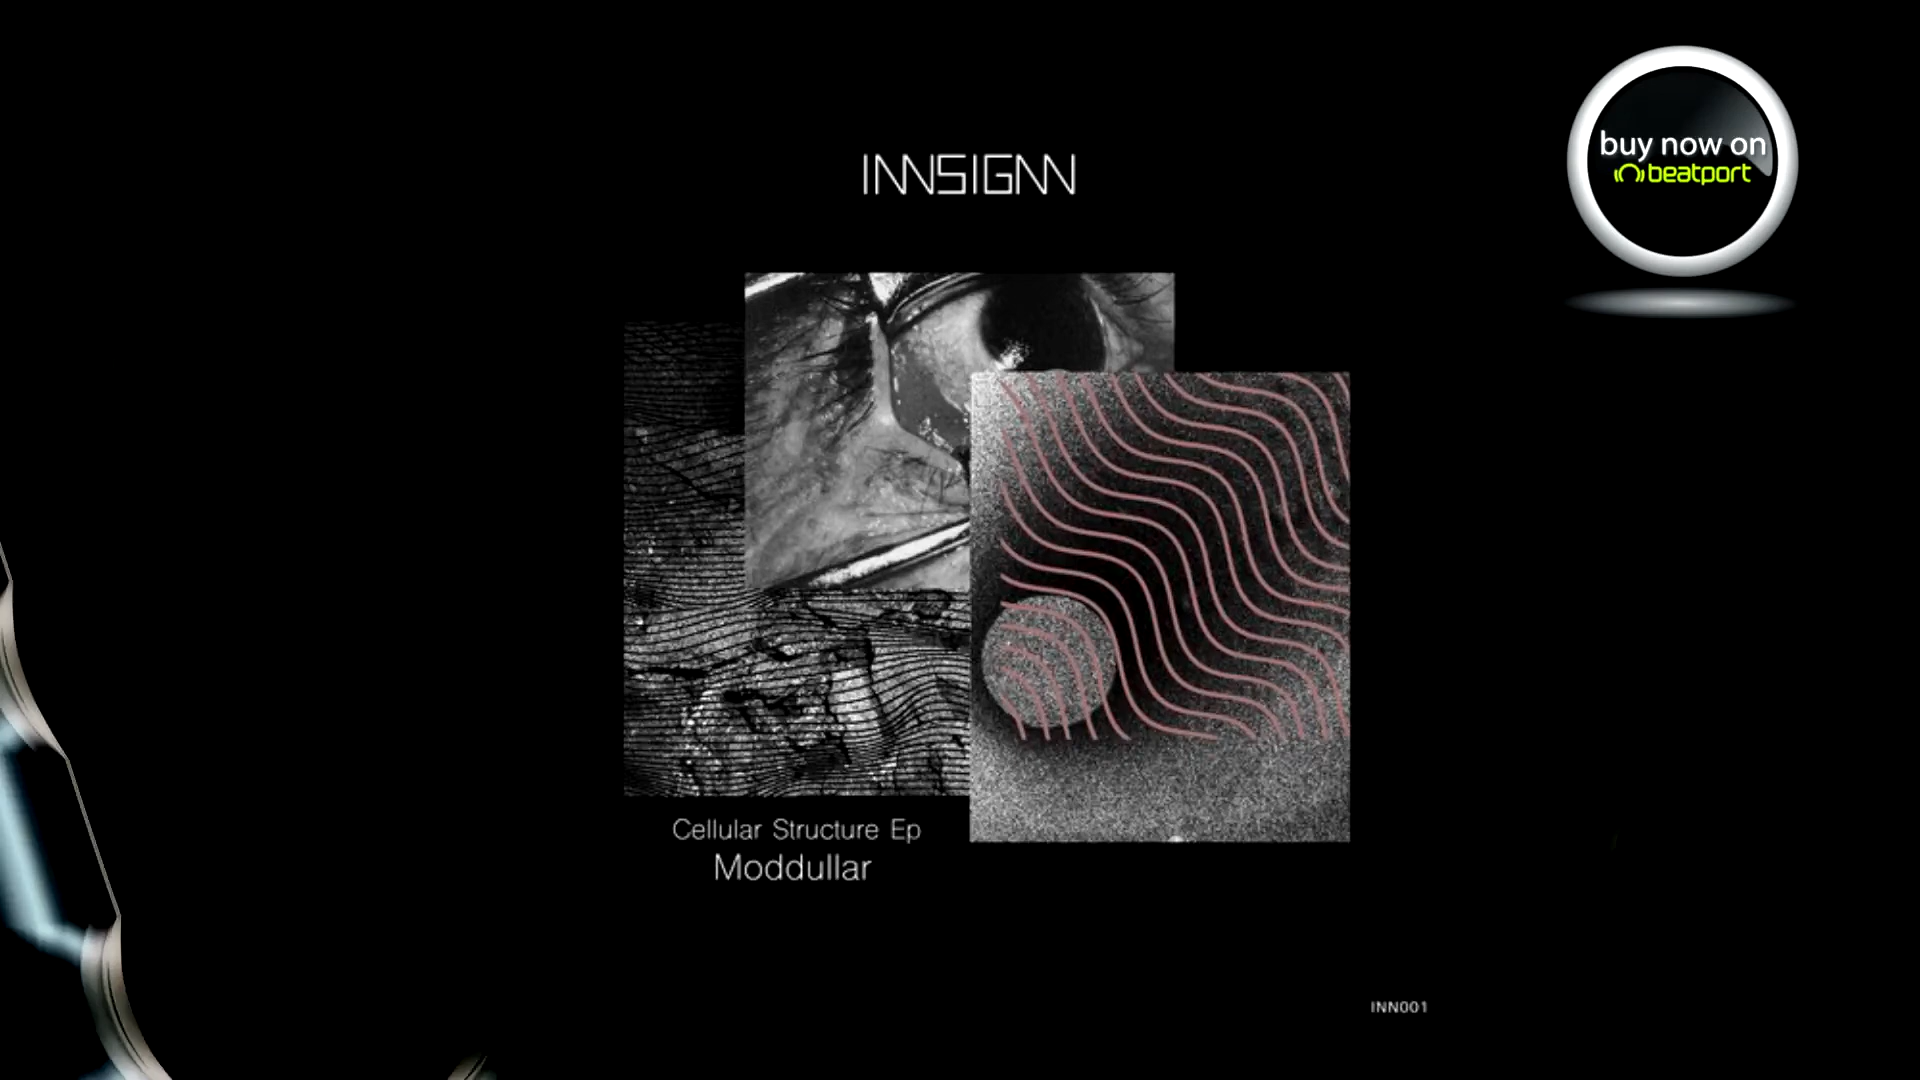 INNSIGNN
buy now on
beatport
Cellular Structure Ep
Moddullar
INN001